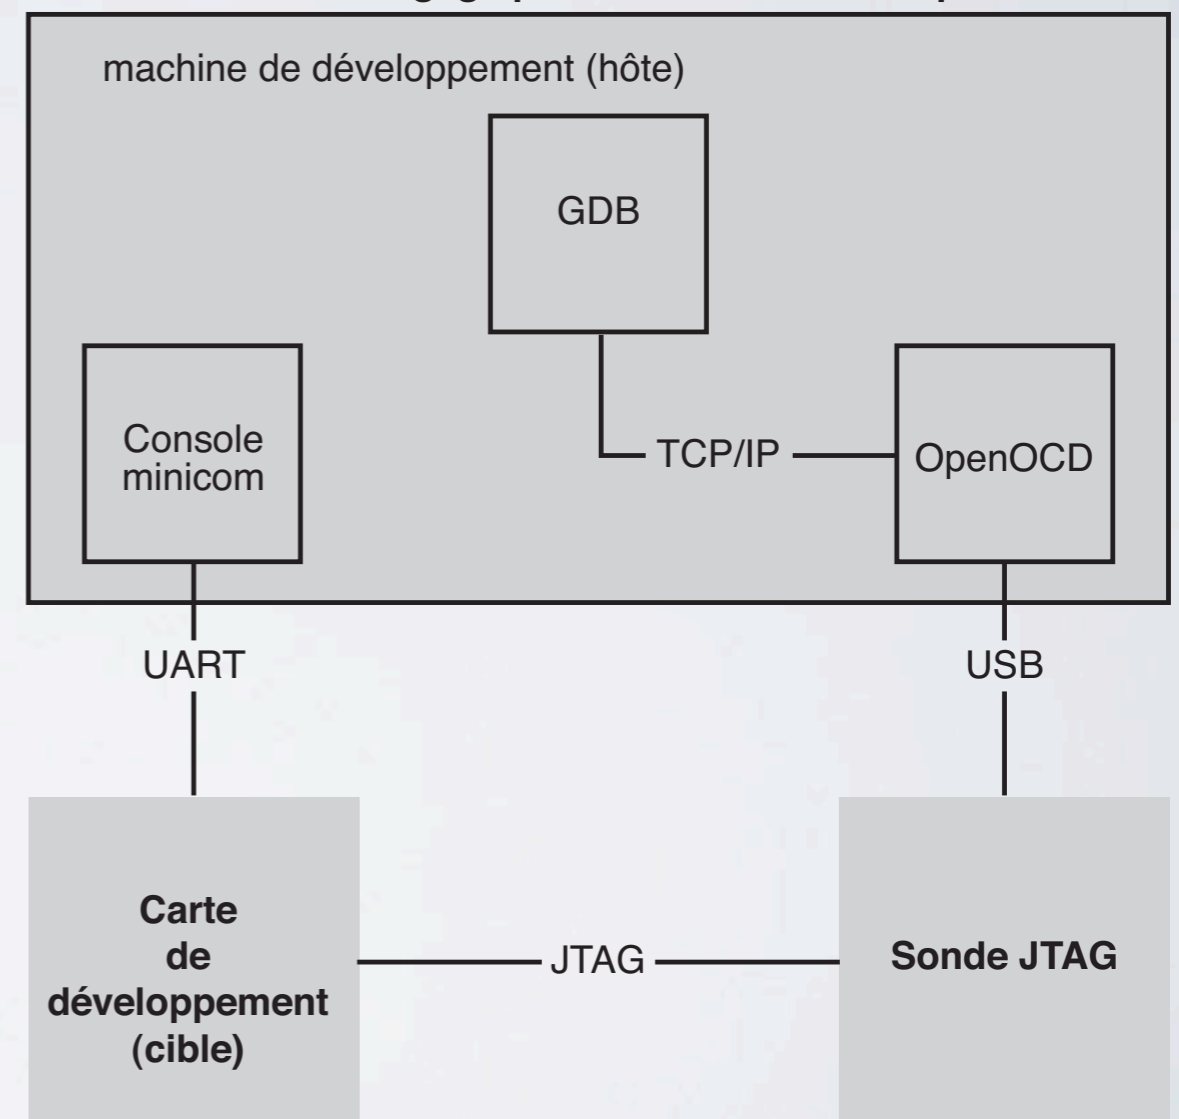 machine de développement (hôte)
GDB
Console
minicom
TCP/IP
OpenOCD
UART
USB
Carte
de
développement
(cible)
JTAG
Sonde JTAG